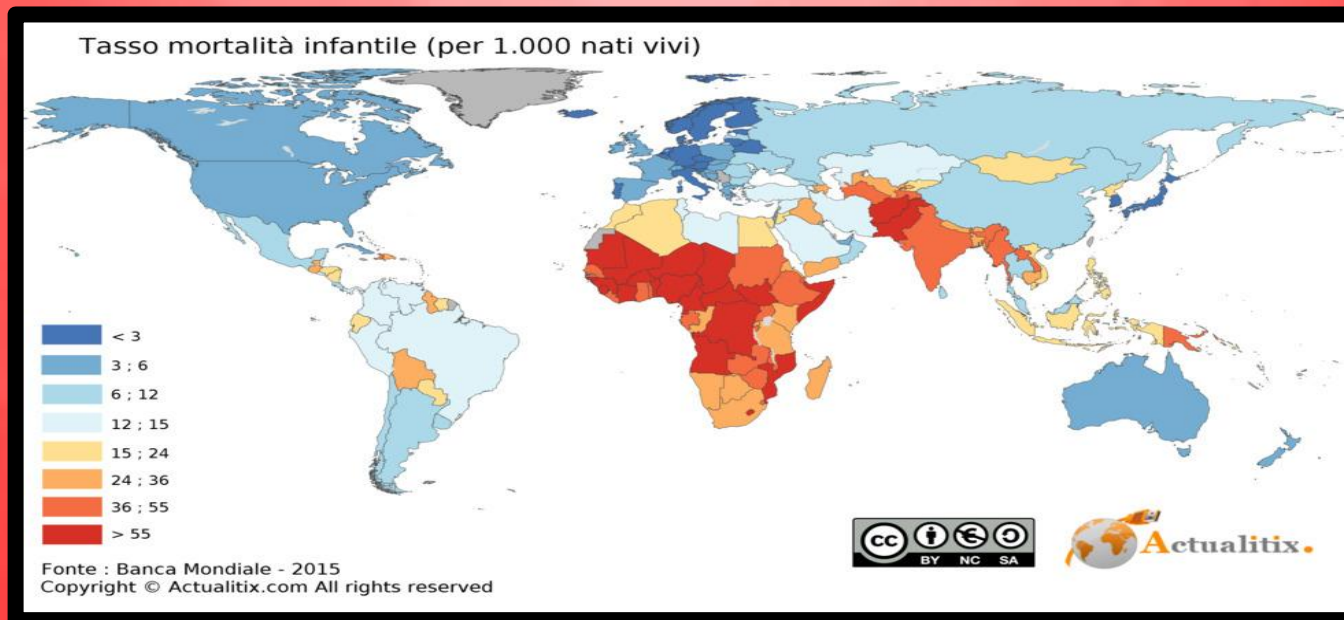 Tasso mortalità infantile (per 1.000 nati vivi)
< 3
3 ; 6
6 ; 12
12 ; 15
15 ; 24
24 ; 36
36 ; 55
> 55
Fonte : Banca Mondiale - 2015
Copyright © Actualitix.com All rights reserved
cc
BY NC SA
Actualitix.